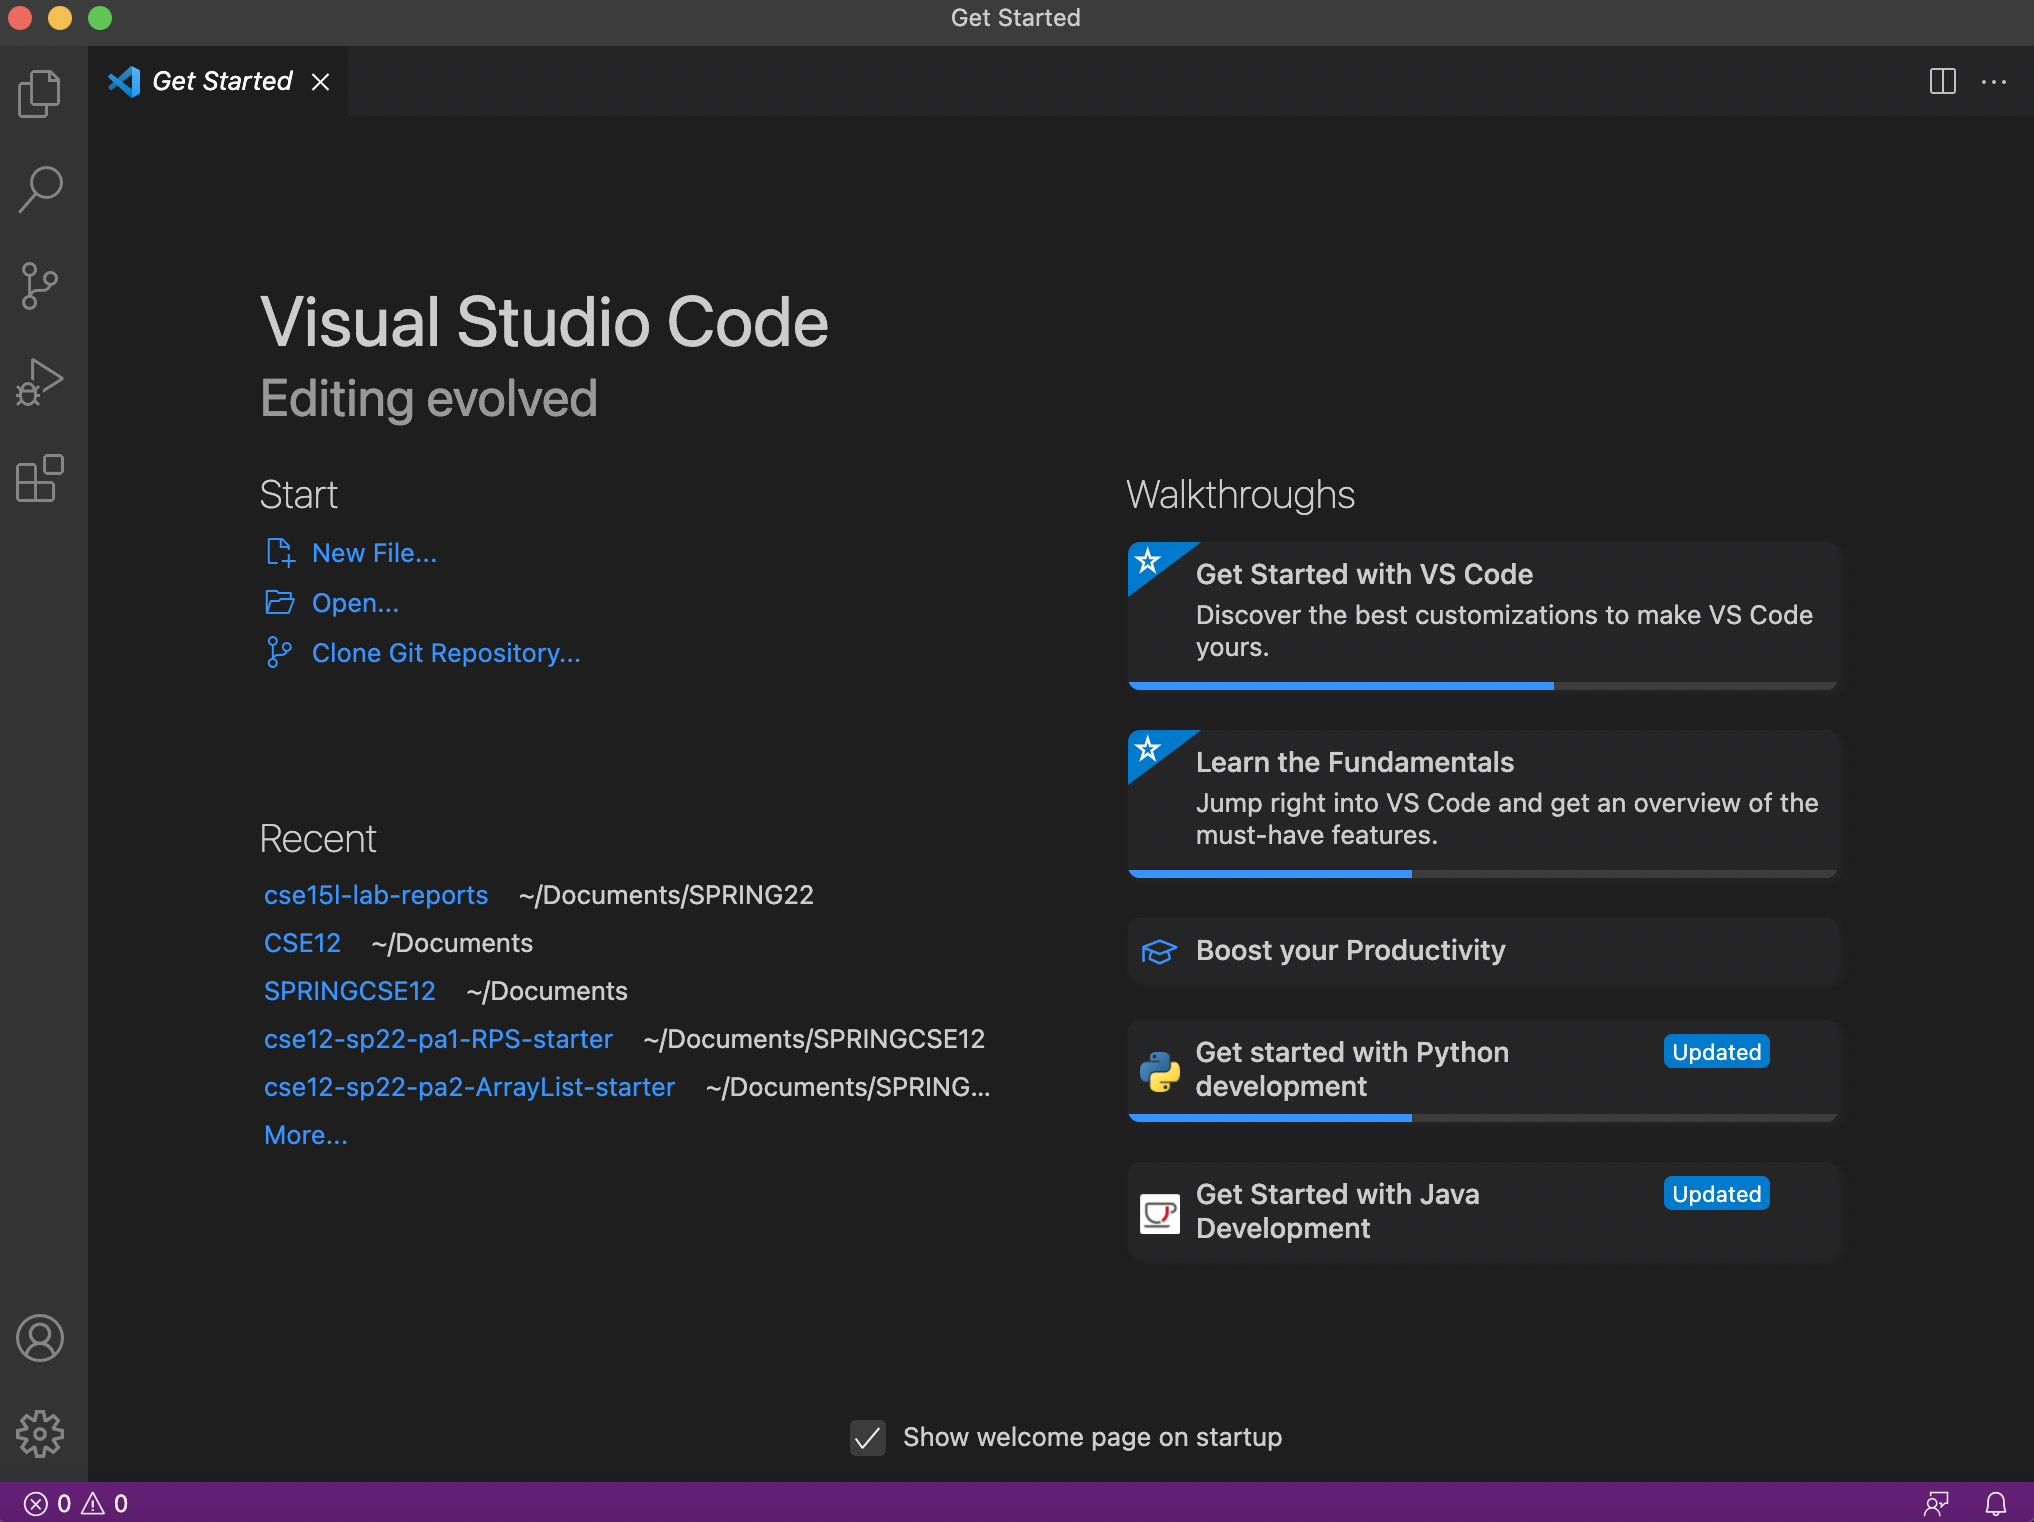 Get Started
Get Started
Visual Studio Code
Editing evolved
Start
New File...
Open...
Clone Git Repository...
Recent
cse15l-lab-reports ~/Documents/SPRING22
CSE12 ~/Documents
SPRINGCSE12 ~/Documents
cse12-sp22-pa1-RPS-starter ~/Documents/SPRINGCSE12
cse12-sp22-pa2-ArrayList-starter ~/Documents/SPRING...
More...
Walkthroughs
Get Started with VS Code
Discover the best customizations to make VS Code
yours.
Learn the Fundamentals
Jump right into VS Code and get an overview of the
must-have features.
Boost your Productivity
Get started with Python
development
Updated
Get Started with Java
Development
Updated
Show welcome page on startup
0 0